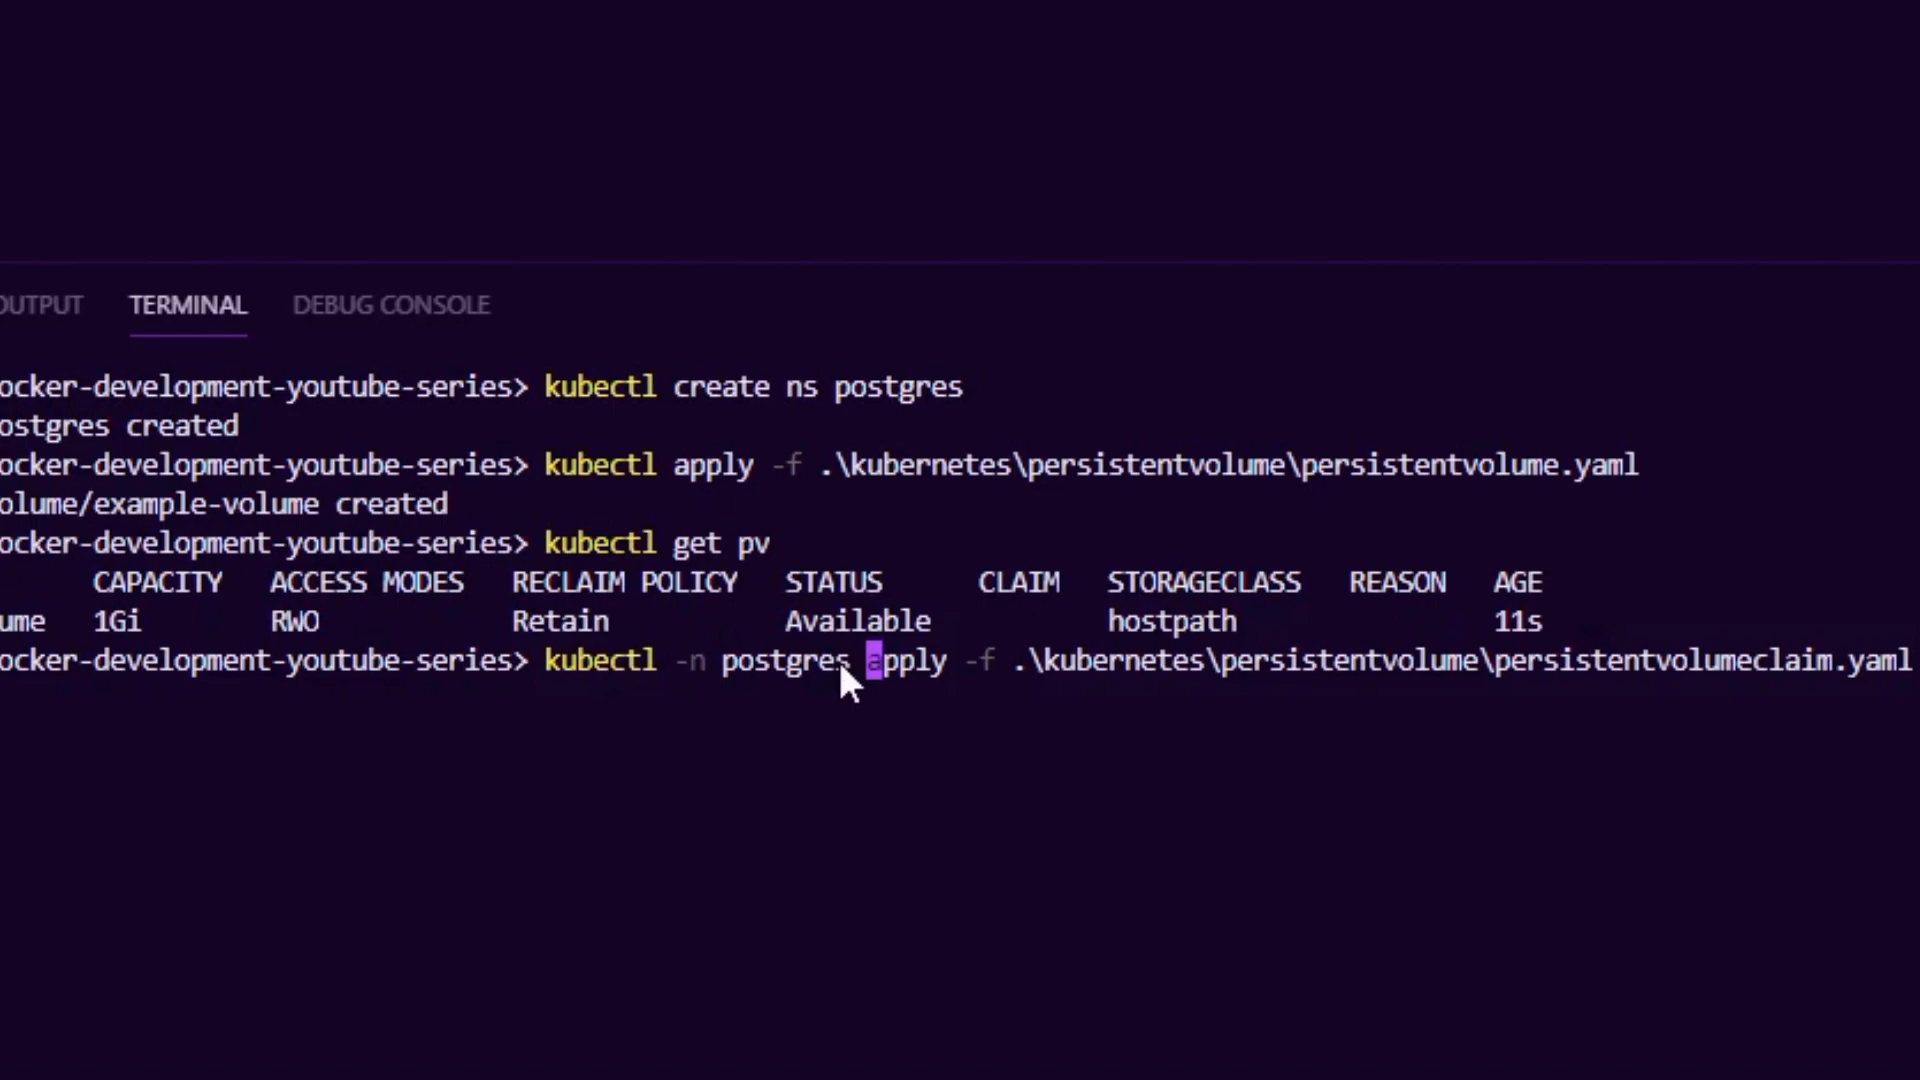 OUTPUT TERMINAL DEBUG CONSOLE
ocker-development-youtube-series> kubectl create ns postgres
ostgres created
ocker-development-youtube-series> kubectl apply -f .\kubernetes\persistentvolume\persistentvolume.yaml
olume/example-volume created
ocker-development-youtube-series> kubectl get pv
CAPACITY ACCESS MODES RECLAIM POLICY STATUS CLAIM STORAGECLASS REASON AGE
ume 1Gi RWO Retain Available hostpath 11s
ocker-development-youtube-series> kubectl -n postgres apply -f .\kubernetes\persistentvolume\persistentvolumeclaim.yaml